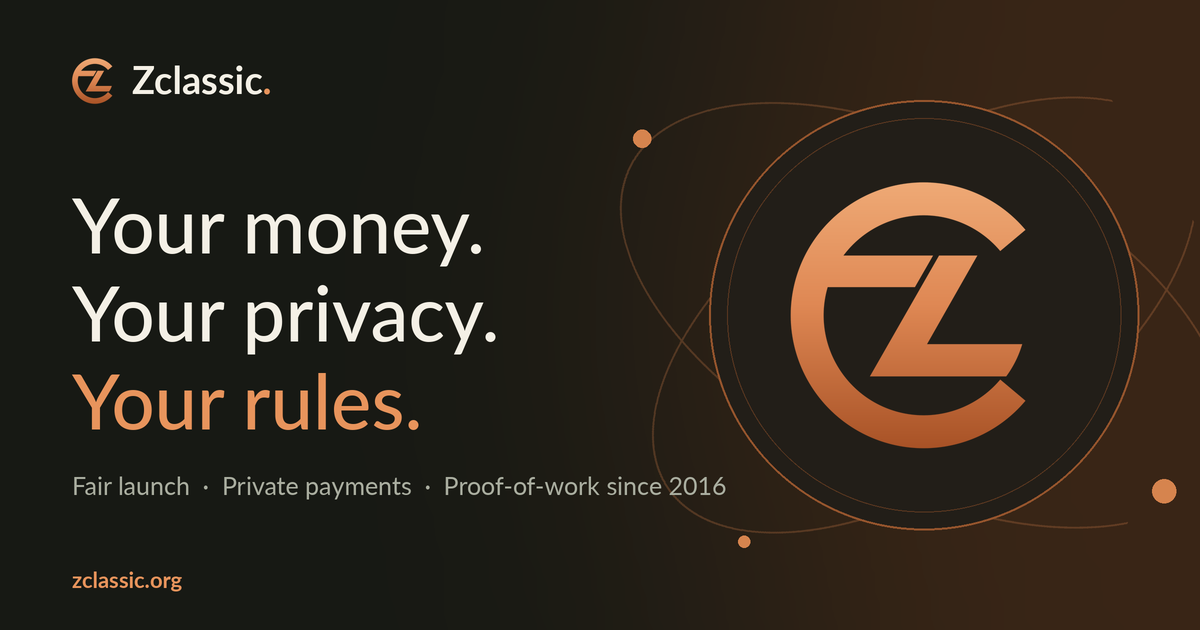 Zclassic.
Your money.
Your privacy.
Your rules.
Fair launch · Private payments · Proof-of-work since 2016
zclassic.org